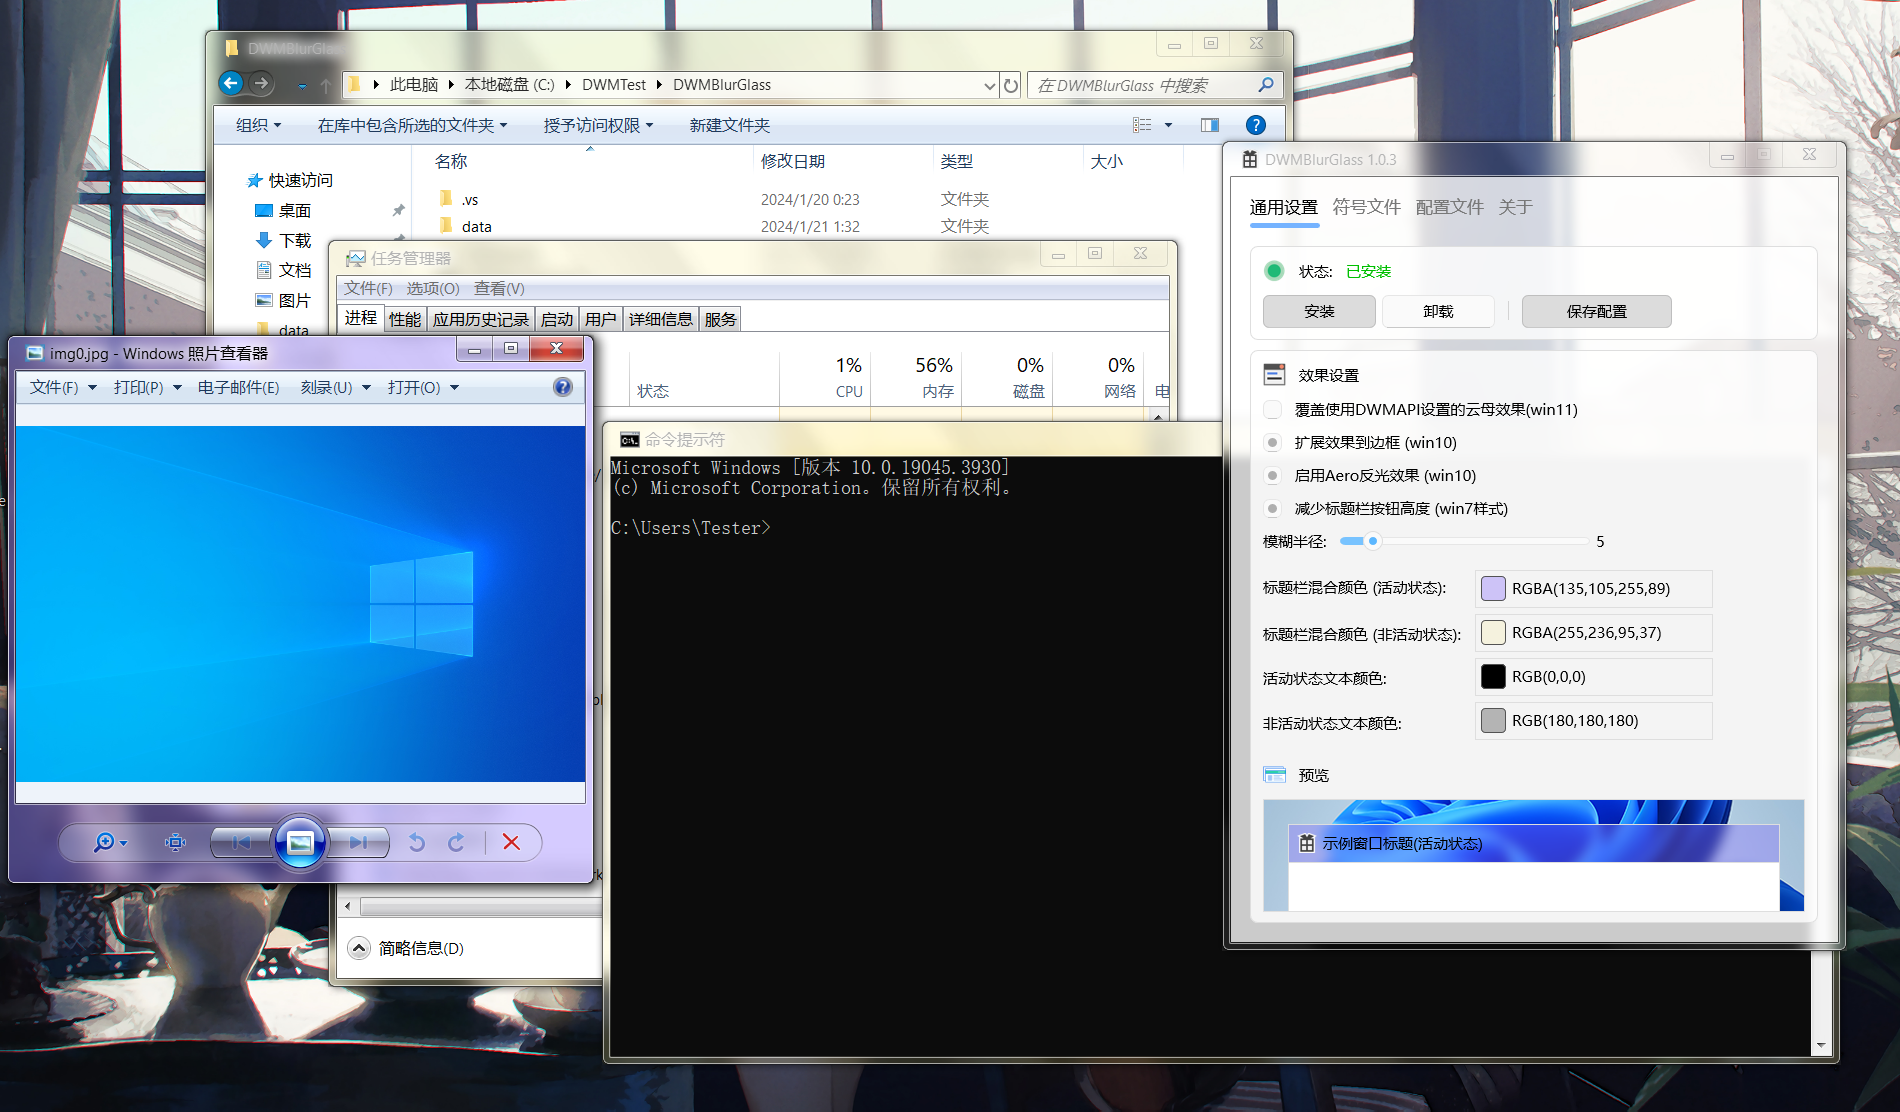 DWMBlurGla
此电脑 本地磁盘 (C:) DWMTest DWMBlurGlass
在 DWMBlurGlass 中搜索
组织 在库中包含所选的文件夹 授予访问权限 新建文件夹
名称 修改日期 类型 大小
快速访问
桌面
下载
文档
图片
data
.vs 2024/1/20 0:23 文件夹
data 2024/1/21 1:32 文件夹
任务管理器
文件(F) 选项(O) 查看(V)
进程 性能 应用历史记录 启动 用户 详细信息 服务
1% 56% 0% 0%
状态 CPU 内存 磁盘 网络 电
简略信息(D)
img0.jpg - Windows 照片查看器
文件(F) 打印(P) 电子邮件(E) 刻录(U) 打开(O)
命令提示符
Microsoft Windows [版本 10.0.19045.3930]
(c) Microsoft Corporation。保留所有权利。
C:\Users\Tester>
DWMBlurGlass 1.0.3
通用设置 符号文件 配置文件 关于
状态: 已安装
安装 卸载 保存配置
效果设置
覆盖使用DWMAPI设置的云母效果(win11)
扩展效果到边框 (win10)
启用Aero反光效果 (win10)
减少标题栏按钮高度 (win7样式)
模糊半径: 5
标题栏混合颜色 (活动状态): RGBA(135,105,255,89)
标题栏混合颜色 (非活动状态): RGBA(255,236,95,37)
活动状态文本颜色: RGB(0,0,0)
非活动状态文本颜色: RGB(180,180,180)
预览
示例窗口标题(活动状态)